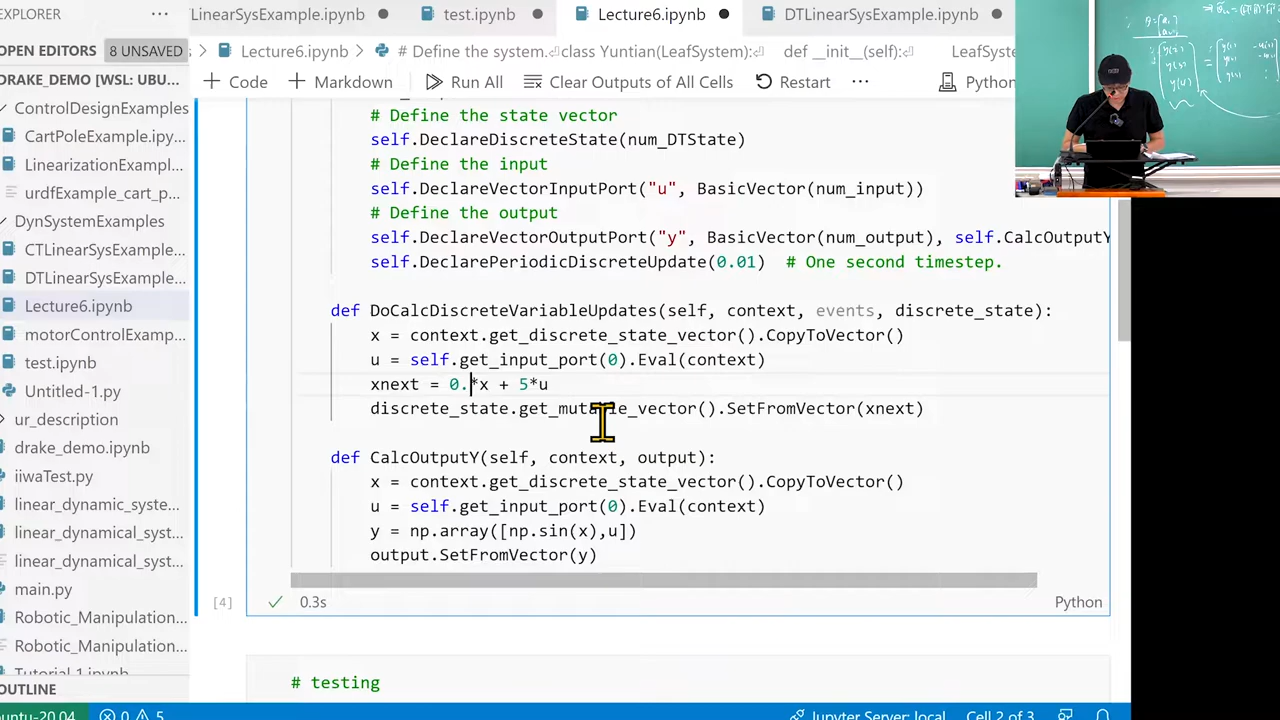 EXPLORER
LinearSysExample.ipynb
test.ipynb
Lecture6.ipynb
DTLinearSysExample.ipynb
OPEN EDITORS
8 UNSAVED
Lecture6.ipynb > # Define the system.
class Yuntian(LeafSystem): def __init__(self): LeafSystem
+ Code + Markdown Run All Clear Outputs of All Cells Restart ... Python
DRAKE_DEMO [WSL: UBU...
ControlDesignExamples
CartPoleExample.ipy...
LinearizationExampl...
urdfExample_cart_p...
DynSystemExamples
CTLinearSysExample...
DTLinearSysExample...
Lecture6.ipynb
motorControlExamp...
test.ipynb
Untitled-1.py
ur_description
drake_demo.ipynb
iiwaTest.py
linear_dynamic_syste...
linear_dynamical_syst...
linear_dynamical_syst...
main.py
Robotic_Manipulation
Robotic_Manipulation
Tutorial_1.ipynb
OUTLINE
# Define the state vector
self.DeclareDiscreteState(num_DTState)
# Define the input
self.DeclareVectorInputPort("u", BasicVector(num_input))
# Define the output
self.DeclareVectorOutputPort("y", BasicVector(num_output), self.CalcOutputY
self.DeclarePeriodicDiscreteUpdate(0.01) # One second timestep.
def DoCalcDiscreteVariableUpdates(self, context, events, discrete_state):
x = context.get_discrete_state_vector().CopyToVector()
u = self.get_input_port(0).Eval(context)
xnext = 0.*x + 5*u
discrete_state.get_mutable_vector().SetFromVector(xnext)
def CalcOutputY(self, context, output):
x = context.get_discrete_state_vector().CopyToVector()
u = self.get_input_port(0).Eval(context)
y = np.array([np.sin(x),u])
output.SetFromVector(y)
[4]
0.3s
Python
# testing
ubuntu-20.04
0
5
Jupyter Server: local
Cell 2 of 3